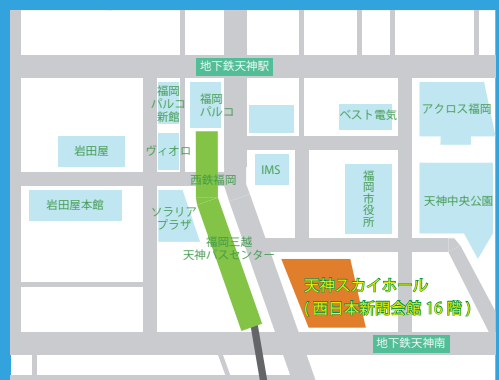 地下鉄天神駅
福岡
パルコ
新館
福岡
パルコ
ベスト電気
アクロス福岡
岩田屋
ヴィオロ
西鉄福岡
IMS
福岡市役所
天神中央公園
岩田屋本館
ソラリア
プラザ
福岡三越
天神バスセンター
天神スカイホール
(西日本新聞会館16階)
地下鉄天神南